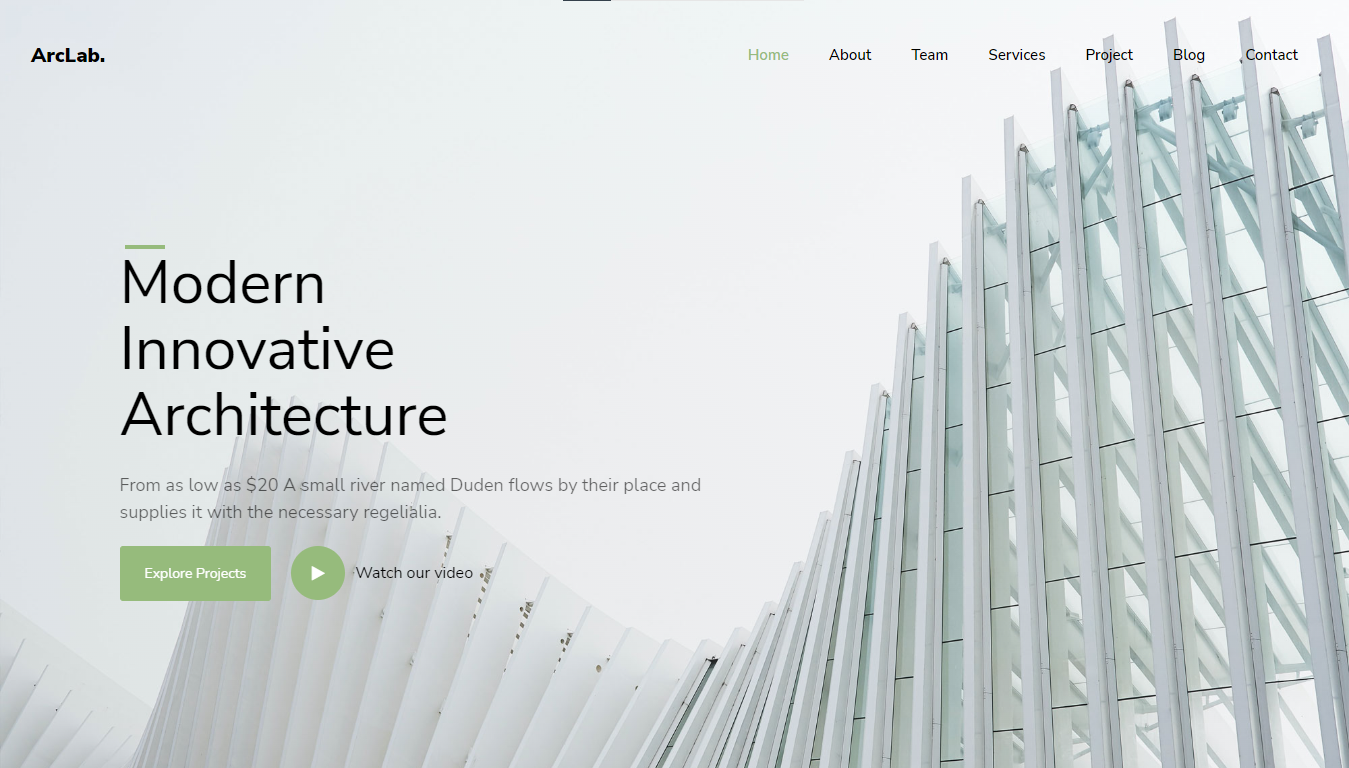 ArcLab.
Home About Team Services Project Blog Contact
Modern
Innovative
Architecture
From as low as $20 A small river named Duden flows by their place and
supplies it with the necessary regelialia.
Explore Projects
Watch our video